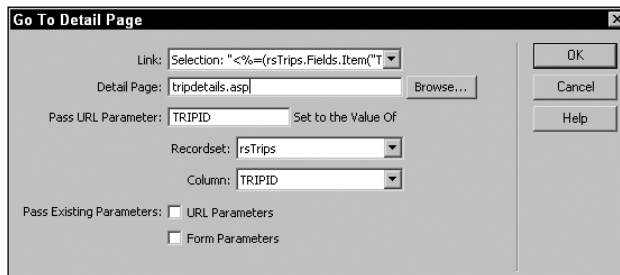 Go To Detail Page
Link: Selection: "<%=(rsTrips.Fields.Item("T
OK
Detail Page: tripdetails.asp Browse...
Cancel
Pass URL Parameter: TRIPID Set to the Value Of
Help
Recordset: rsTrips
Column: TRIPID
Pass Existing Parameters: URL Parameters
Form Parameters